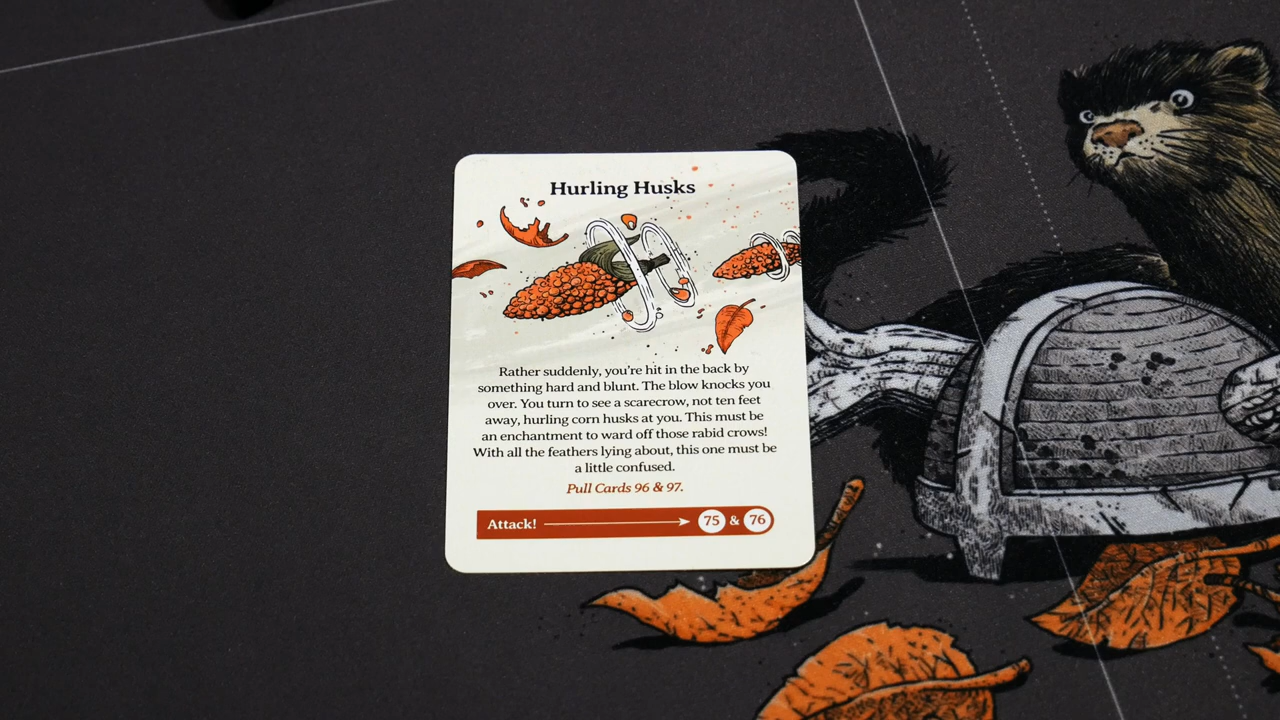 Hurling Husks
Rather suddenly, you're hit in the back by
something hard and blunt. The blow knocks you
over. You turn to see a scarecrow, not ten feet
away, hurling corn husks at you. This must be
an enchantment to ward off those rabid crows!
With all the feathers lying about, this one must be
a little confused.
Pull Cards 96 & 97.
Attack! 75 & 76